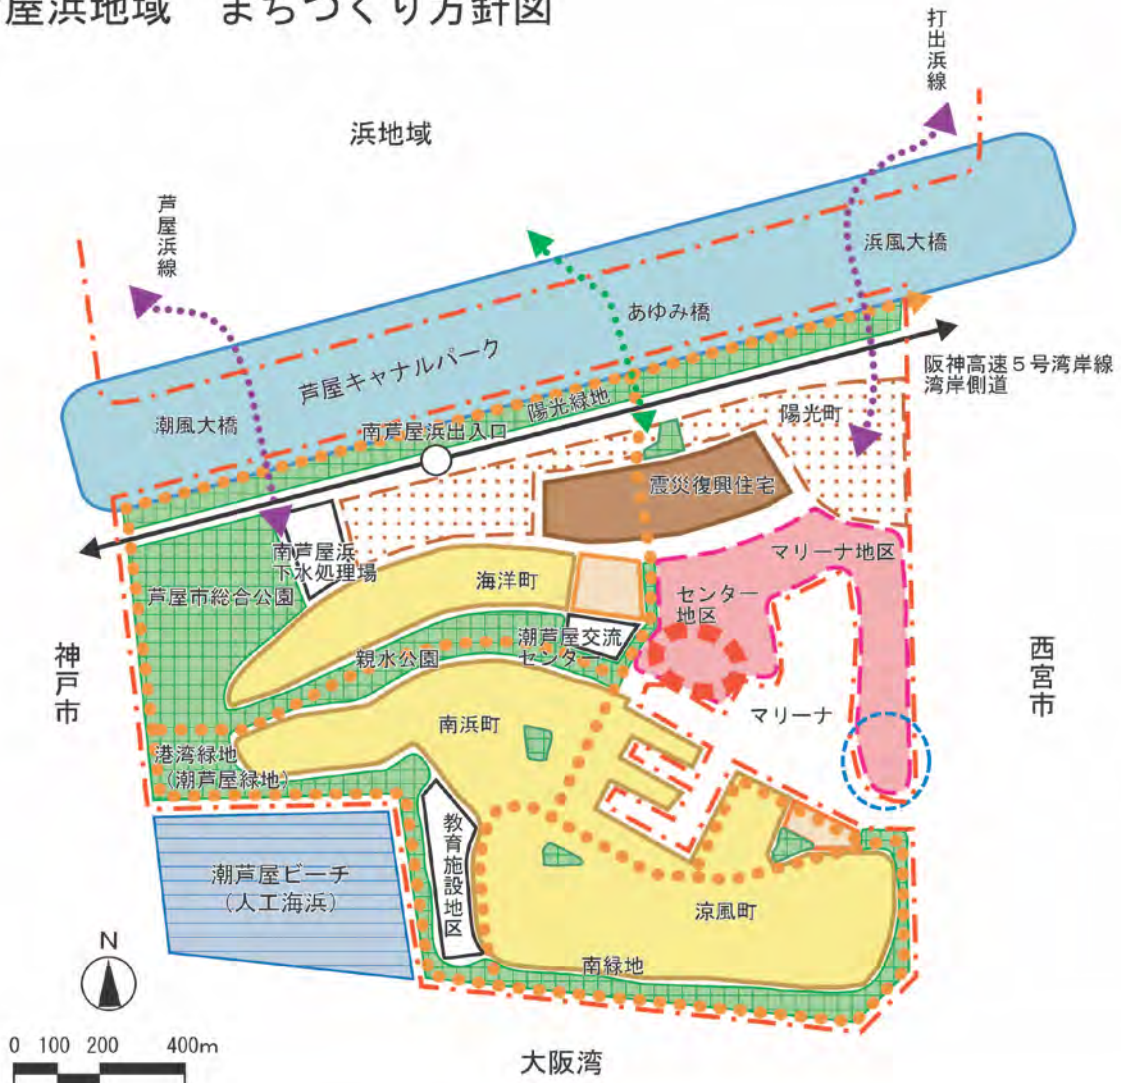 屋浜地域 まちづくり方針図
打出浜線
浜地域
芦屋浜線
浜風大橋
あゆみ橋
芦屋キャナルパーク
阪神高速5号湾岸線
湾岸側道
陽光緑地
陽光町
潮風大橋
南芦屋浜出入口
震災復興住宅
マリーナ地区
南芦屋浜
下水処理場
海洋町
芦屋市総合公園
センター
地区
潮芦屋交流
センター
親水公園
神戸市
西宮市
マリーナ
南浜町
港湾緑地
(潮芦屋緑地)
教育施設地区
潮芦屋ビーチ
(人工海浜)
涼風町
南緑地
N
0 100 200 400m
大阪湾